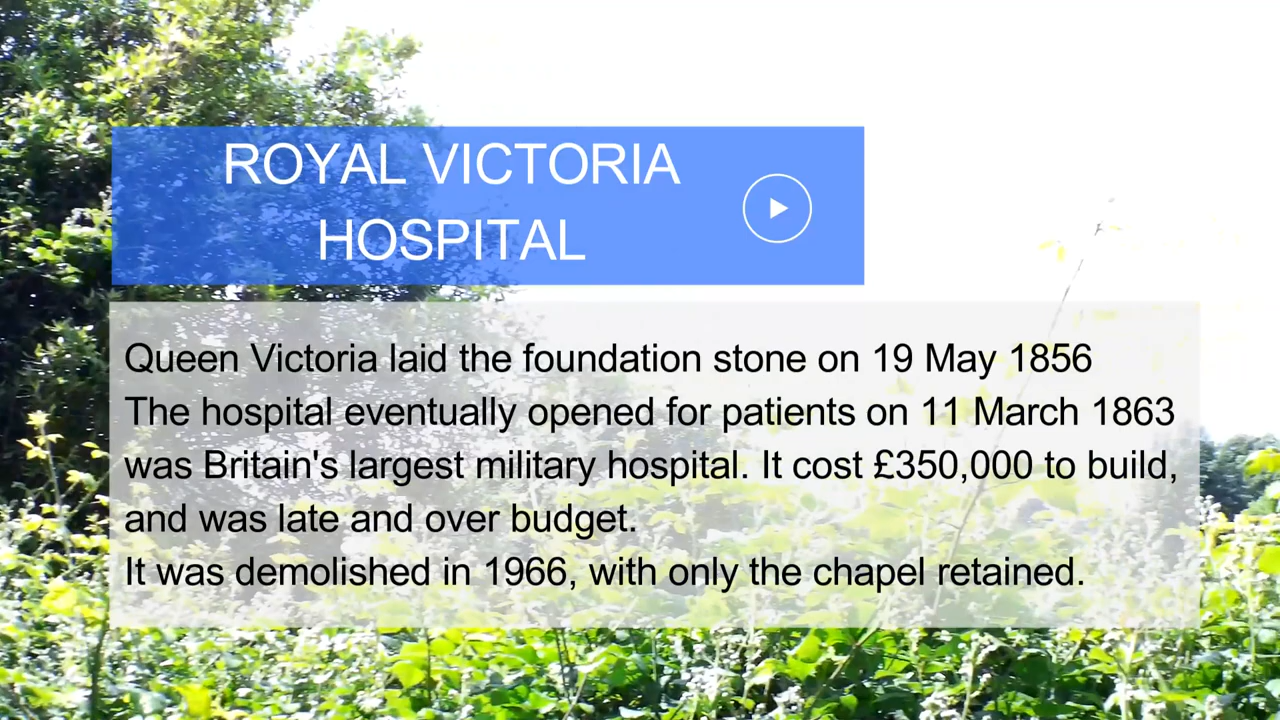 ROYAL VICTORIA
HOSPITAL
Queen Victoria laid the foundation stone on 19 May 1856
The hospital eventually opened for patients on 11 March 1863
was Britain's largest military hospital. It cost £350,000 to build,
and was late and over budget.
It was demolished in 1966, with only the chapel retained.